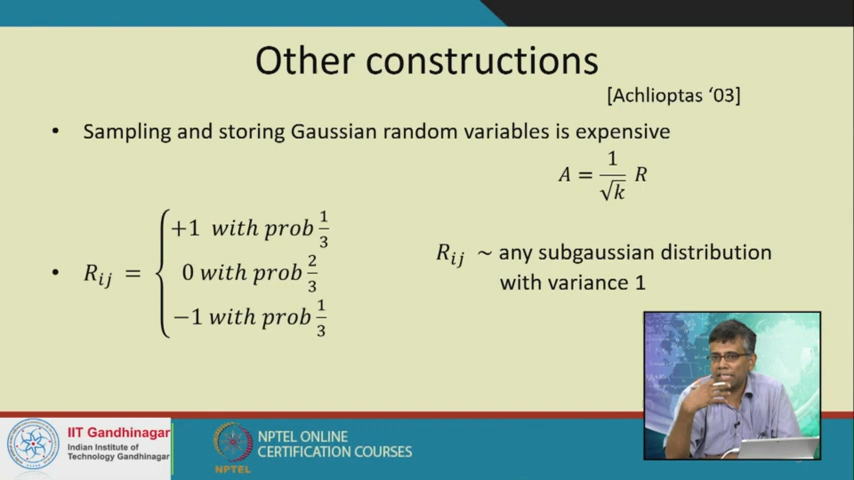 Other constructions
[Achlioptas ‘03]
• Sampling and storing Gaussian random variables is expensive
A = 1/√k R
• R_ij = { +1 with prob 1/3
0 with prob 2/3
−1 with prob 1/3
R_ij ~ any subgaussian distribution
with variance 1
IIT Gandhinagar
Indian Institute of
Technology Gandhinagar
NPTEL
NPTEL ONLINE
CERTIFICATION COURSES